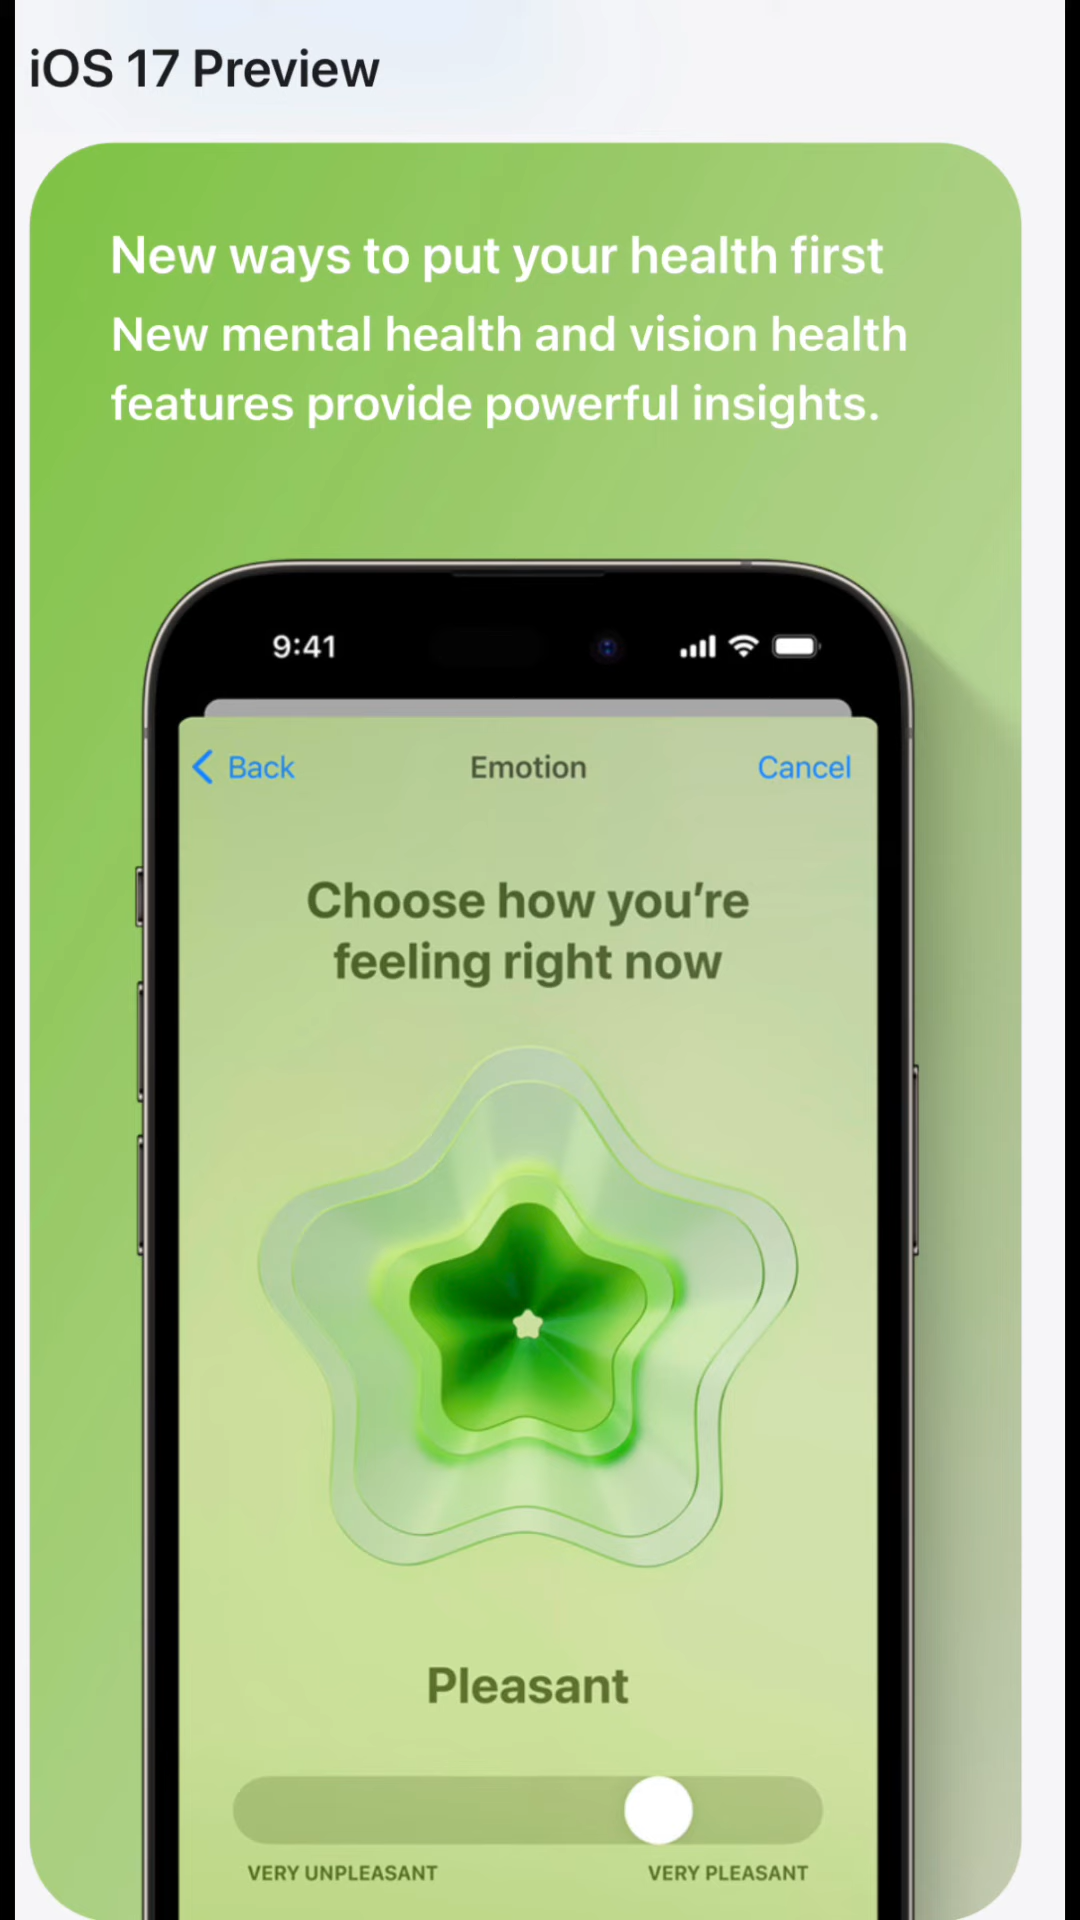 iOS 17 Preview
New ways to put your health first
New mental health and vision health
features provide powerful insights.
9:41
Back Emotion Cancel
Choose how you’re
feeling right now
Pleasant
VERY UNPLEASANT VERY PLEASANT